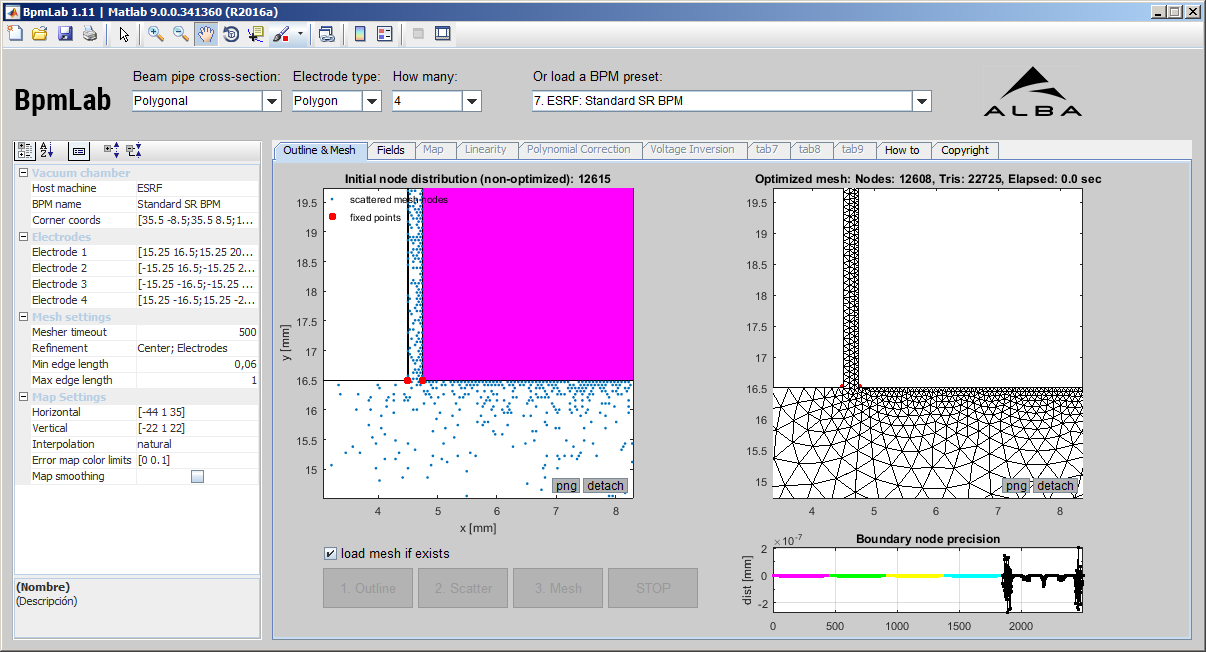 BpmLab 1.11 | Matlab 9.0.0.341360 (R2016a)
BpmLab
Beam pipe cross-section: Electrode type: How many: Or load a BPM preset:
Polygonal Polygon 4 7. ESRF: Standard SR BPM
ALBA
Outline & Mesh Fields Map Linearity Polynomial Correction Voltage Inversion tab7 tab8 tab9 How to Copyright
Vacuum chamber
Host machine ESRF
BPM name Standard SR BPM
Corner coords [35.5 -8.5;35.5 8.5;1...
Electrodes
Electrode 1 [15.25 16.5;15.25 20...
Electrode 2 [-15.25 16.5;-15.25 2...
Electrode 3 [-15.25 -16.5;-15.25 ...
Electrode 4 [15.25 -16.5;15.25 -2...
Mesh settings
Mesher timeout 500
Refinement Center; Electrodes
Min edge length 0,06
Max edge length 1
Map Settings
Horizontal [-44 1 35]
Vertical [-22 1 22]
Interpolation natural
Error map color limits [0 0.1]
Map smoothing
(Nombre)
(Descripción)
Initial node distribution (non-optimized): 12615
scattered mesh nodes
fixed points
19.5
19
18.5
18
17.5
17
16.5
16
15.5
15
y [mm]
4 5 6 7 8
x [mm]
png detach
load mesh if exists
1. Outline 2. Scatter 3. Mesh STOP
Optimized mesh: Nodes: 12608, Tris: 22725, Elapsed: 0.0 sec
19.5
19
18.5
18
17.5
17
16.5
16
15.5
15
png detach
4 5 6 7 8
Boundary node precision
×10-7
2
0
-2
dist [mm]
0 500 1000 1500 2000